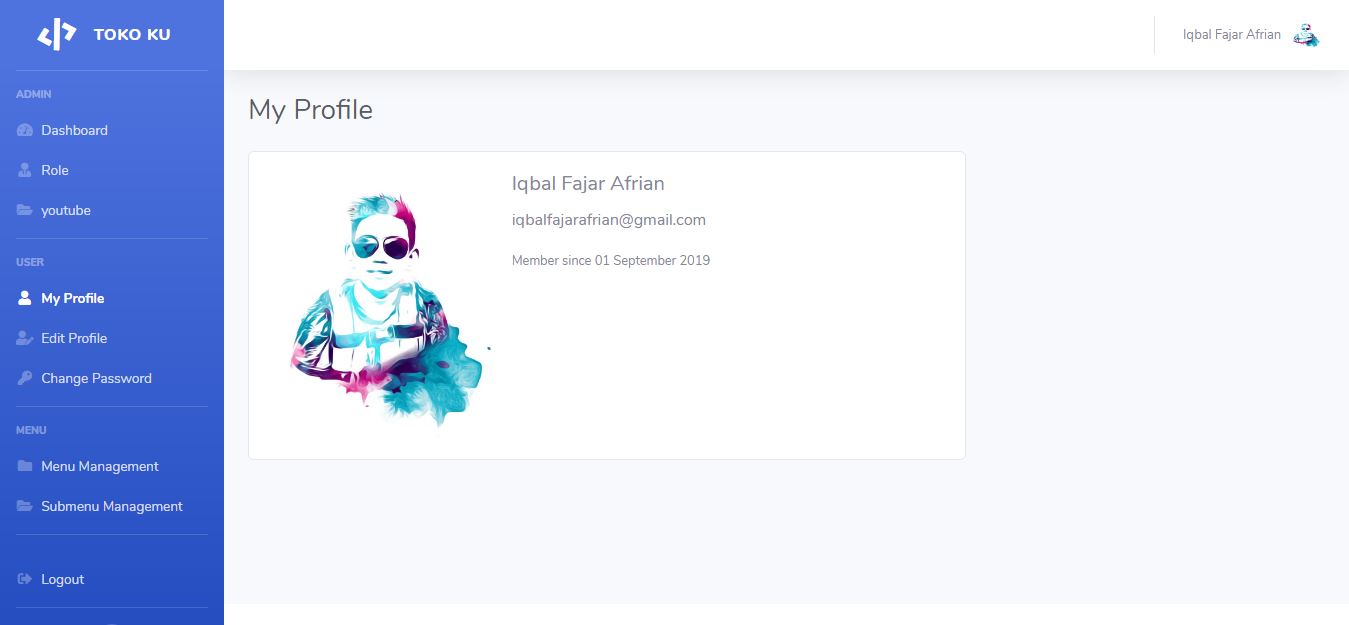 TOKO KU
Iqbal Fajar Afrian
ADMIN
Dashboard
Role
youtube
USER
My Profile
Edit Profile
Change Password
MENU
Menu Management
Submenu Management
Logout
My Profile
Iqbal Fajar Afrian
iqbalfajarafrian@gmail.com
Member since 01 September 2019